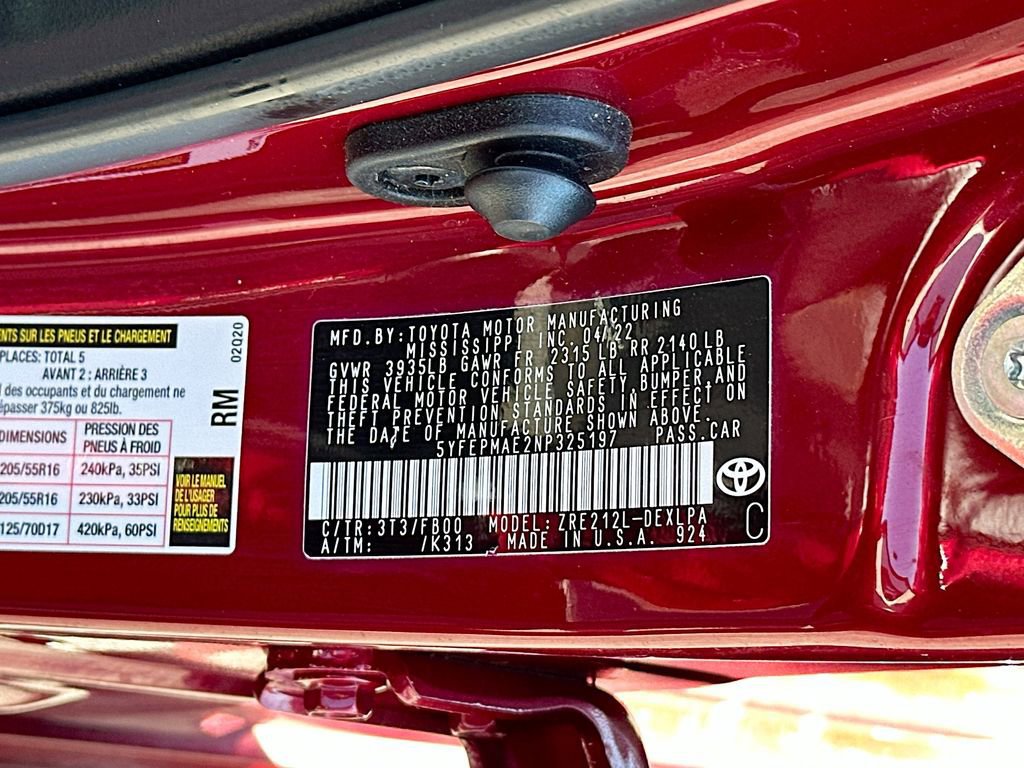 ENTS SUR LES PNEUS ET LE CHARGEMENT
PLACES: TOTAL 5
AVANT 2 : ARRIÈRE 3
des occupants et du chargement ne
épasser 375kg ou 825lb.
DIMENSIONS PRESSION DES PNEUS À FROID
205/55R16 240kPa, 35PSI
205/55R16 230kPa, 33PSI
125/70D17 420kPa, 60PSI
VOIR LE MANUEL
DE L'USAGER
POUR PLUS DE
RENSEIGNEMENTS
02020
RM
MFD.BY:TOYOTA MOTOR MANUFACTURING
MISSISSIPPI INC. 04/22
GVWR 3935LB GAWR FR 2315 LB RR 2140 LB
THIS VEHICLE CONFORMS TO ALL APPLICABLE
FEDERAL MOTOR VEHICLE SAFETY,BUMPER,AND
THEFT PREVENTION STANDARDS IN EFFECT ON
THE DATE OF MANUFACTURE SHOWN ABOVE.
5YFEPMAE2NP325197 PASS.CAR
C/TR:3T3/FB00 MODEL: ZRE212L-DEXLPA
A/TM: /K313 MADE IN U.S.A. 924
C